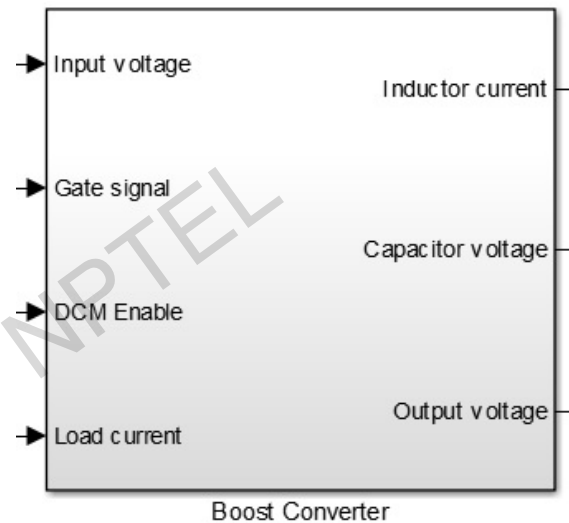 Input voltage
Inductor current
Gate signal
Capacitor voltage
DCM Enable
Output voltage
Load current
Boost Converter
NPTEL